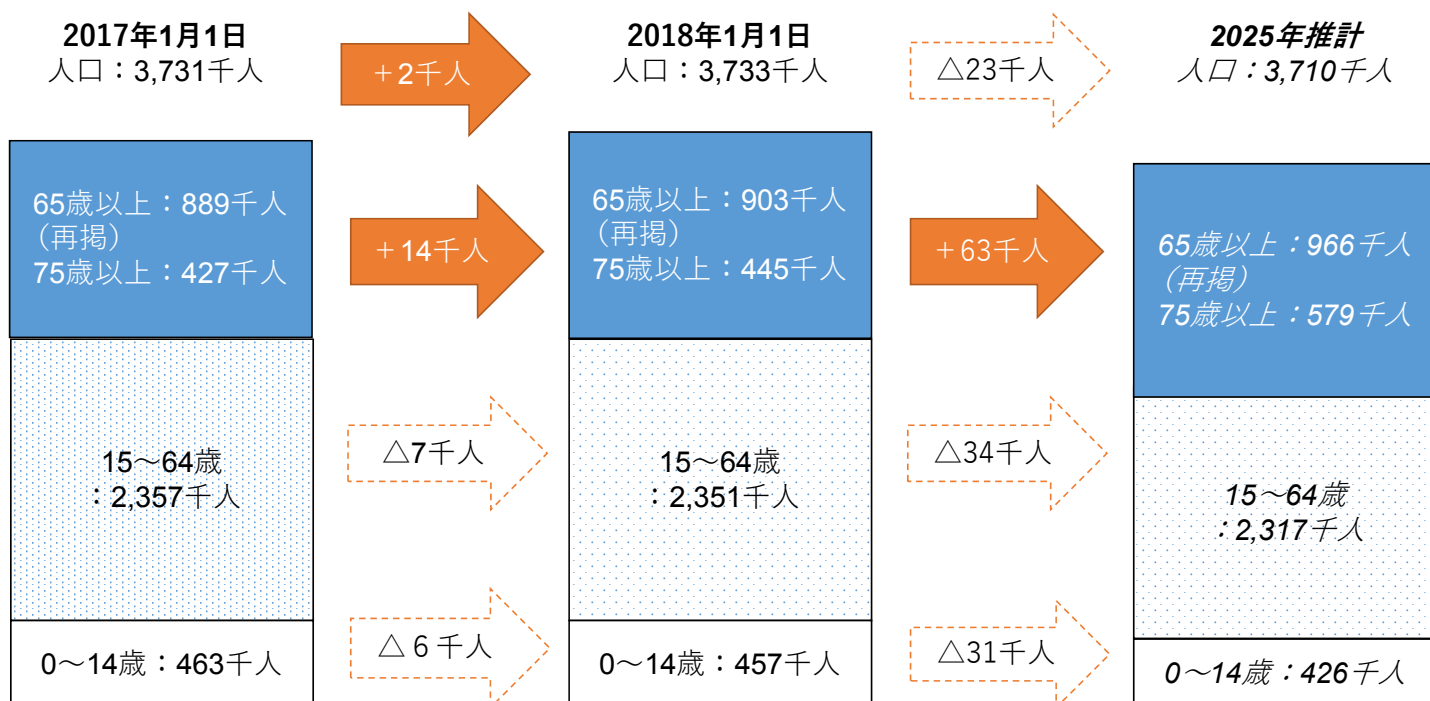 2017年1月1日
人口：3,731千人
＋2千人
2018年1月1日
人口：3,733千人
△23千人
2025年推計
人口：3,710千人
65歳以上：889千人
（再掲）
75歳以上：427千人
＋14千人
65歳以上：903千人
（再掲）
75歳以上：445千人
＋63千人
65歳以上：966千人
（再掲）
75歳以上：579千人
15～64歳
：2,357千人
△7千人
15～64歳
：2,351千人
△34千人
15～64歳
：2,317千人
0～14歳：463千人
△６千人
0～14歳：457千人
△31千人
0～14歳：426千人